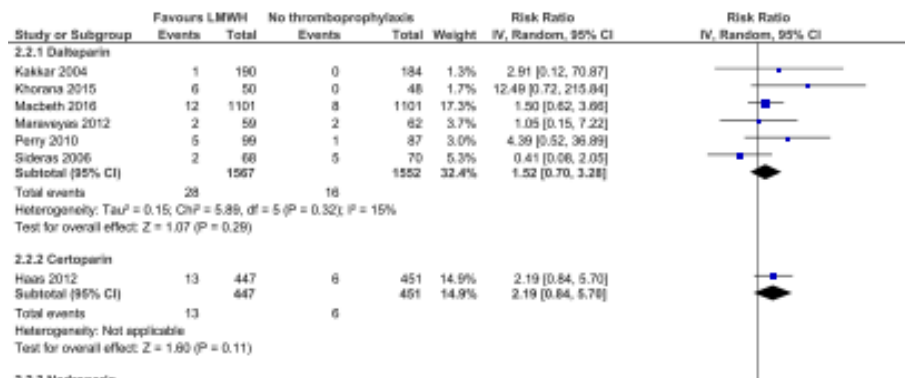 Favours LMWH No thromboprophylaxis Risk Ratio Risk Ratio
Study or Subgroup Events Total Events Total Weight IV, Random, 95% CI IV, Random, 95% CI
2.2.1 Dalteparin
Kakkar 2004 1 190 0 184 1.3% 2.91 [0.12, 70.87]
Khorana 2015 6 50 0 48 1.7% 12.49 [0.72, 215.84]
Macbeth 2016 12 1101 8 1101 17.3% 1.50 [0.62, 3.66]
Maraveyas 2012 2 59 2 62 3.7% 1.05 [0.15, 7.22]
Perry 2010 5 99 1 87 3.0% 4.39 [0.52, 36.89]
Sideras 2006 2 68 5 70 5.3% 0.41 [0.08, 2.05]
Subtotal (95% CI) 1567 1552 32.4% 1.52 [0.70, 3.28]
Total events 28 16
Heterogeneity: Tau² = 0.15; Chi² = 5.89, df = 5 (P = 0.32); I² = 15%
Test for overall effect: Z = 1.07 (P = 0.29)
2.2.2 Certoparin
Haas 2012 13 447 6 451 14.9% 2.19 [0.84, 5.70]
Subtotal (95% CI) 447 451 14.9% 2.19 [0.84, 5.70]
Total events 13 6
Heterogeneity: Not applicable
Test for overall effect: Z = 1.60 (P = 0.11)